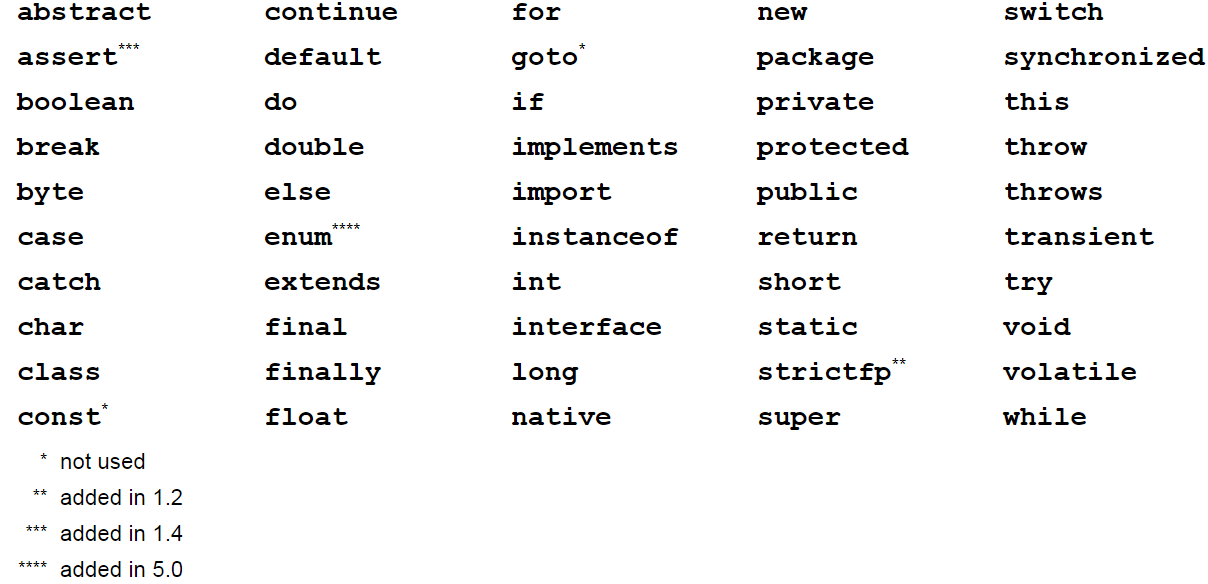 abstract continue for new switch
assert*** default goto* package synchronized
boolean do if private this
break double implements protected throw
byte else import public throws
case enum**** instanceof return transient
catch extends int short try
char final interface static void
class finally long strictfp** volatile
const* float native super while
* not used
** added in 1.2
*** added in 1.4
**** added in 5.0